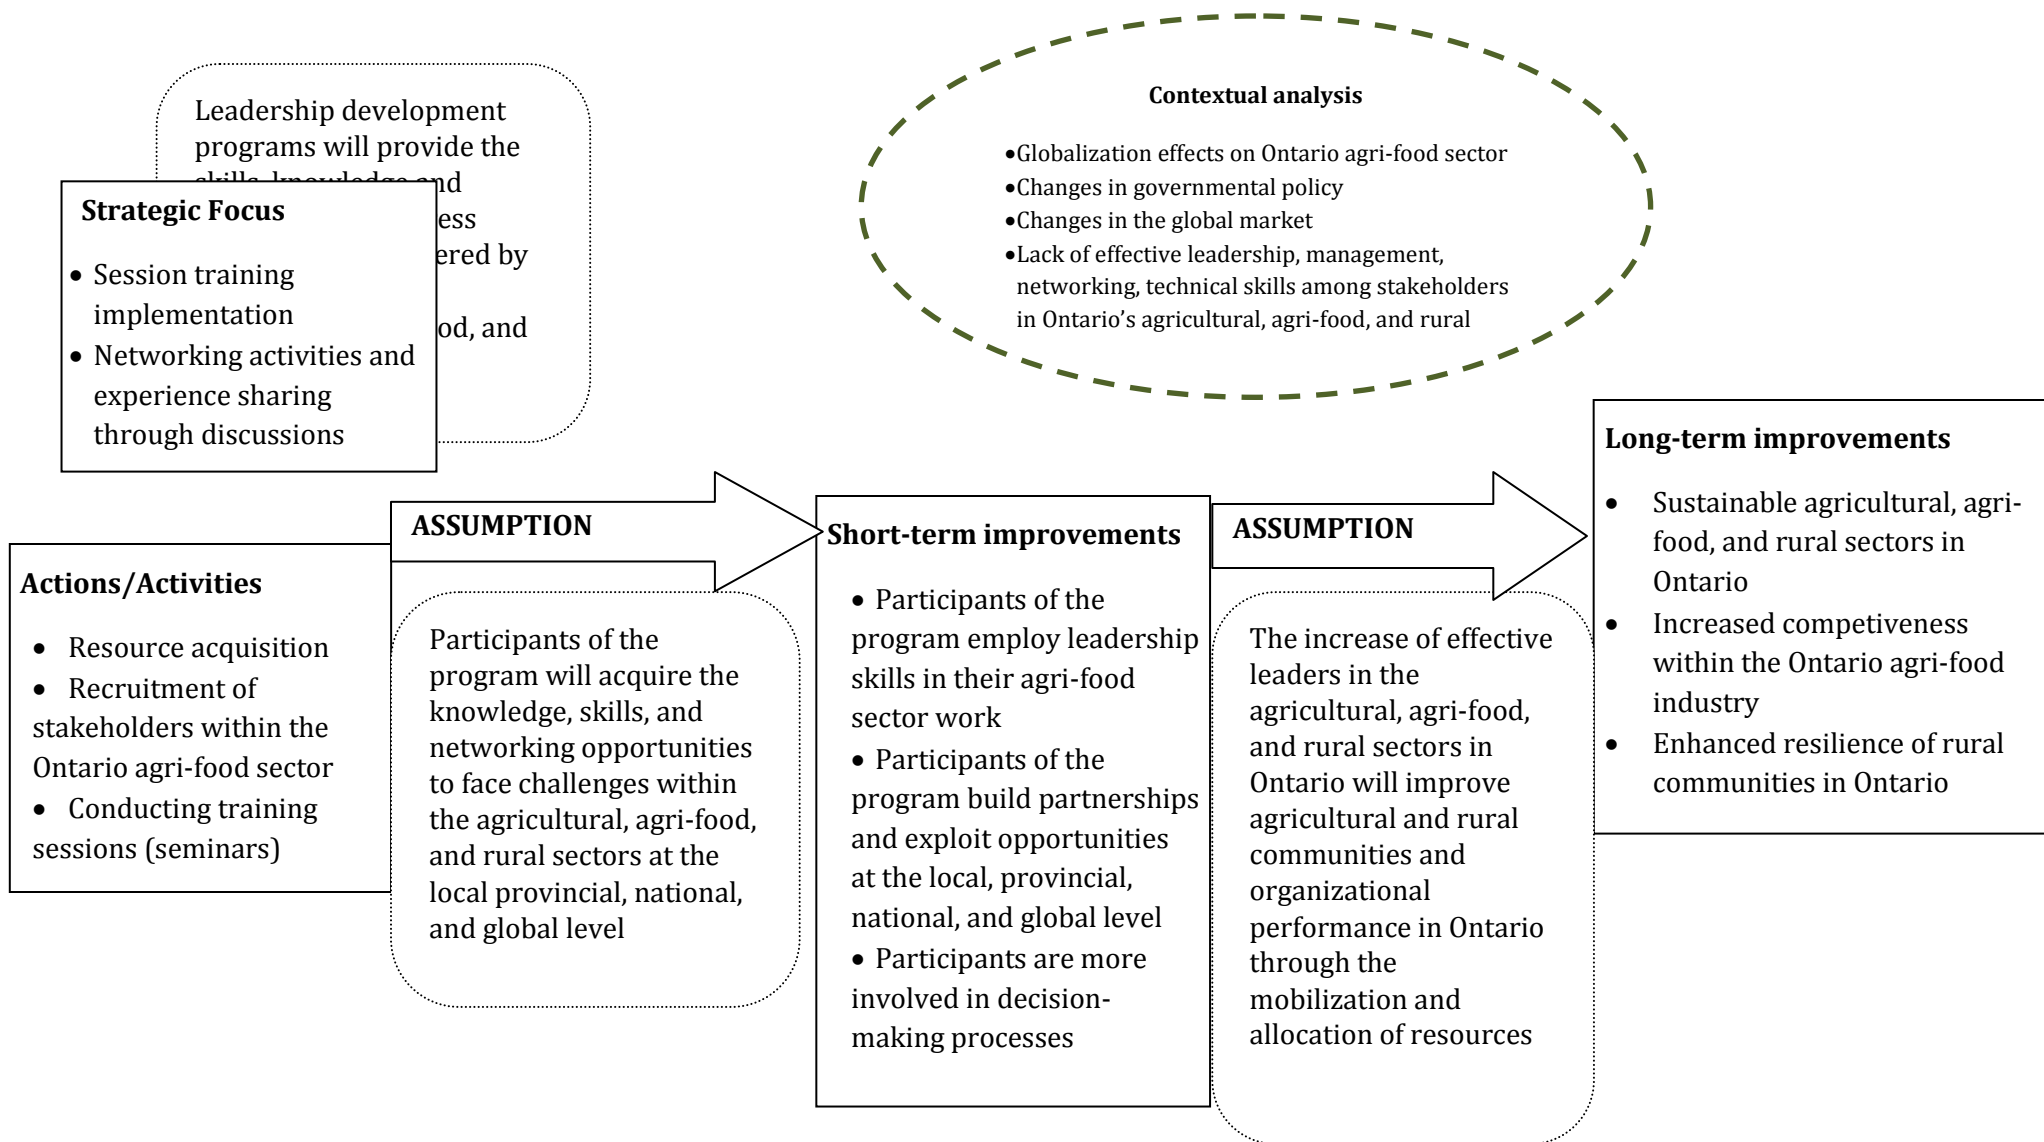 Leadership development
programs will provide the
Strategic Focus
• Session training
implementation
• Networking activities and
experience sharing
through discussions
ered by
od, and
Contextual analysis
•Globalization effects on Ontario agri-food sector
•Changes in governmental policy
•Changes in the global market
•Lack of effective leadership, management,
networking, technical skills among stakeholders
in Ontario’s agricultural, agri-food, and rural
Actions/Activities
• Resource acquisition
• Recruitment of
stakeholders within the
Ontario agri-food sector
• Conducting training
sessions (seminars)
ASSUMPTION
Participants of the
program will acquire the
knowledge, skills, and
networking opportunities
to face challenges within
the agricultural, agri-food,
and rural sectors at the
local provincial, national,
and global level
Short-term improvements
• Participants of the
program employ leadership
skills in their agri-food
sector work
• Participants of the
program build partnerships
and exploit opportunities
at the local, provincial,
national, and global level
• Participants are more
involved in decision-
making processes
ASSUMPTION
The increase of effective
leaders in the
agricultural, agri-food,
and rural sectors in
Ontario will improve
agricultural and rural
communities and
organizational
performance in Ontario
through the
mobilization and
allocation of resources
Long-term improvements
• Sustainable agricultural, agri-
food, and rural sectors in
Ontario
• Increased competiveness
within the Ontario agri-food
industry
• Enhanced resilience of rural
communities in Ontario